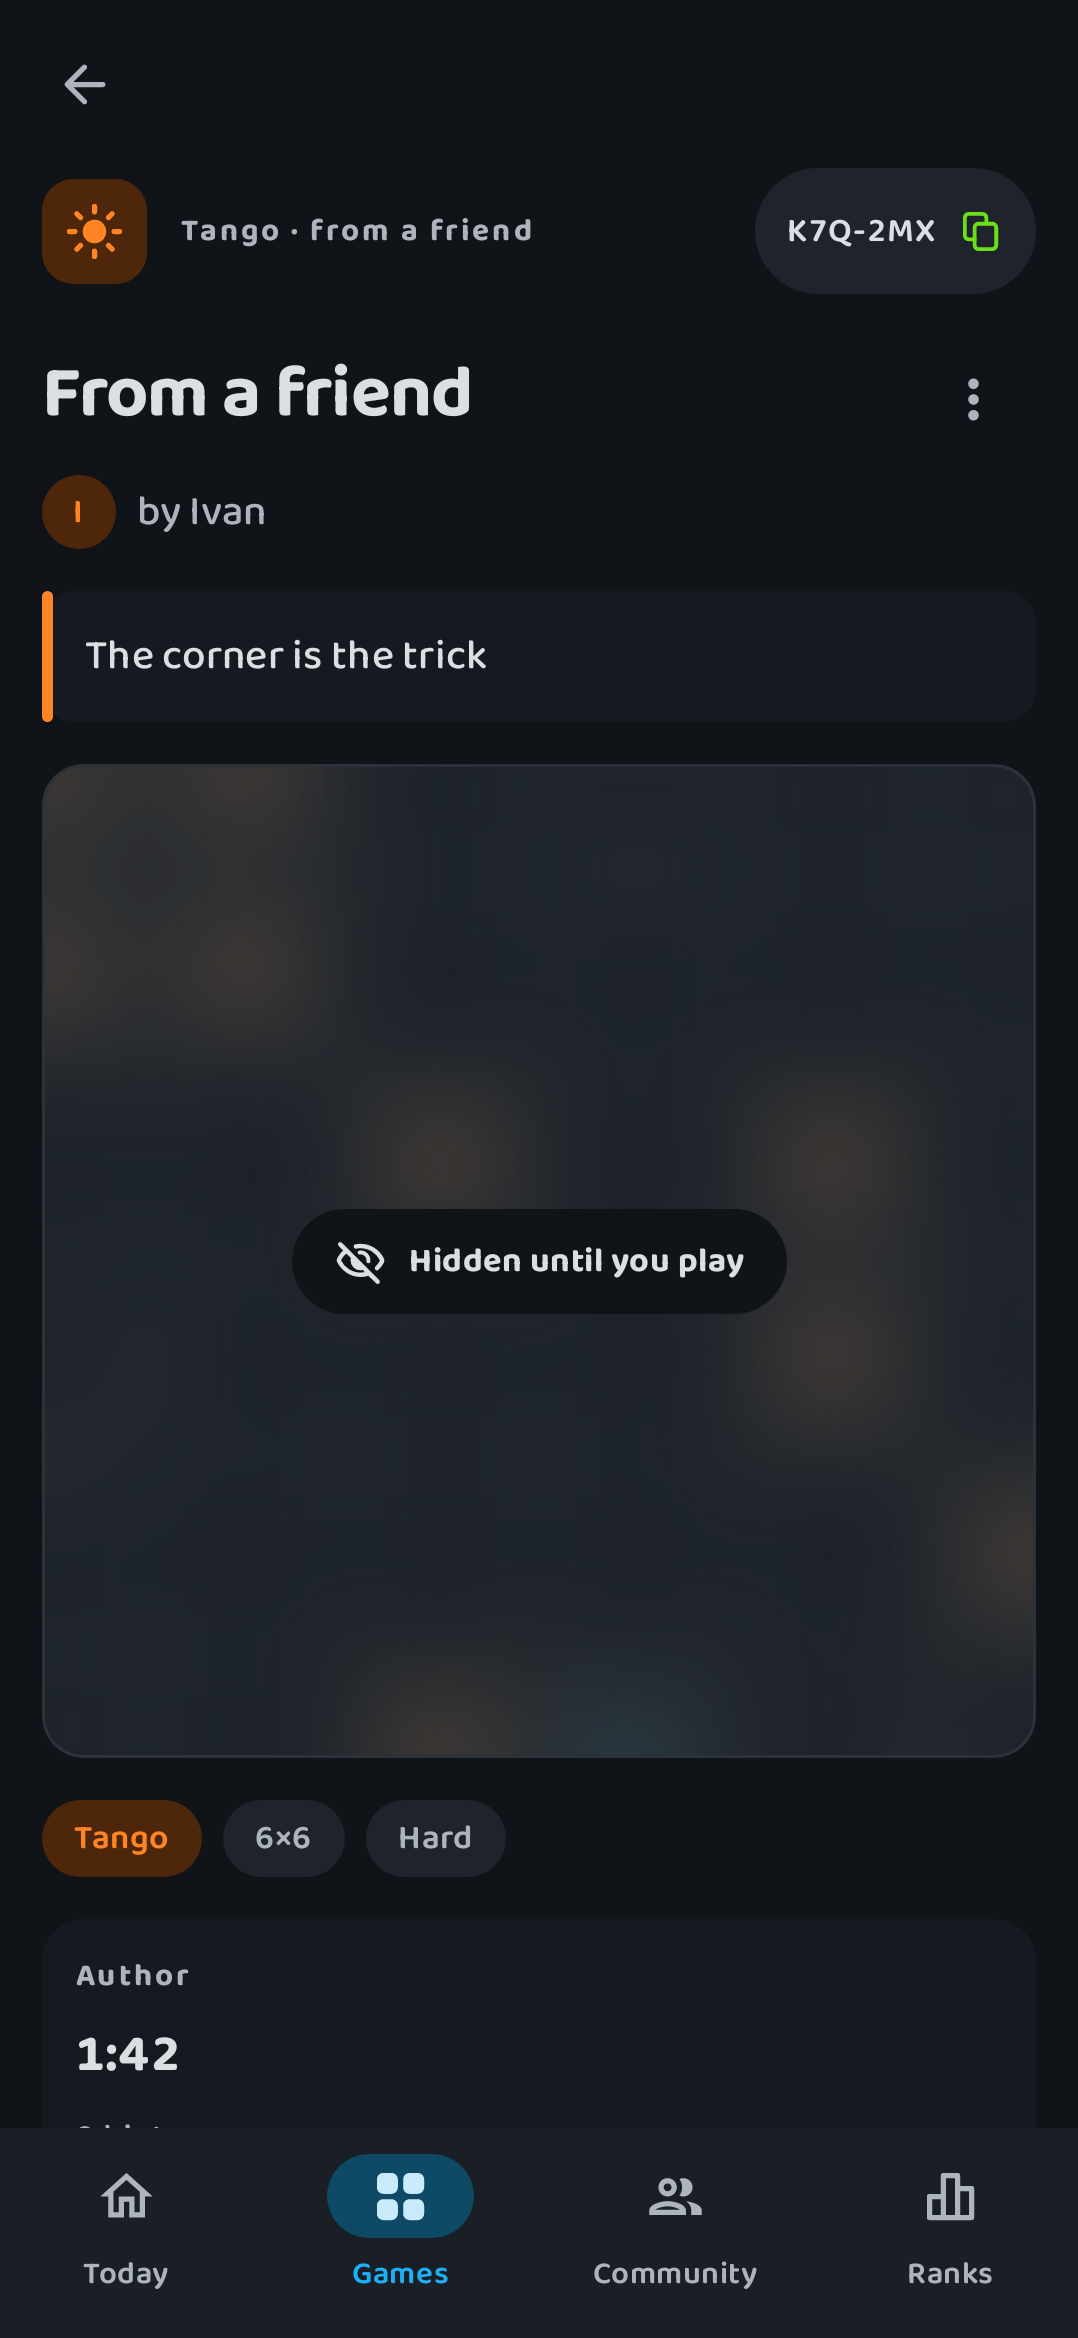 Tango · from a friend
K7Q-2MX
From a friend
I
by Ivan
The corner is the trick
Hidden until you play
Tango
6×6
Hard
Author
1:42
Today
Games
Community
Ranks